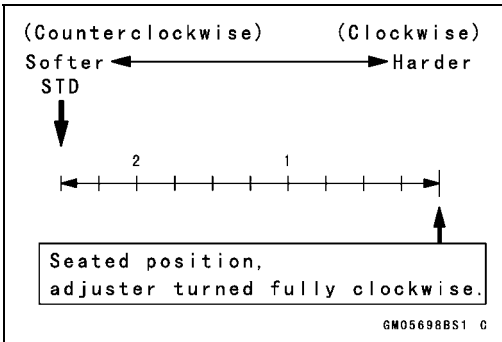 (Counterclockwise) (Clockwise)
Softer Harder
STD
2 1
Seated position,
adjuster turned fully clockwise.
GM05698BS1 C